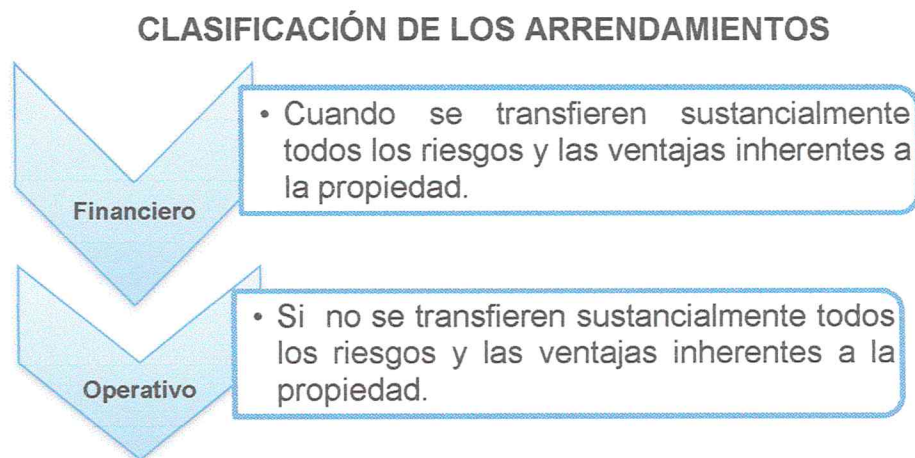 CLASIFICACIÓN DE LOS ARRENDAMIENTOS
Financiero
• Cuando se transfieren sustancialmente
todos los riesgos y las ventajas inherentes a
la propiedad.
Operativo
• Si no se transfieren sustancialmente todos
los riesgos y las ventajas inherentes a la
propiedad.